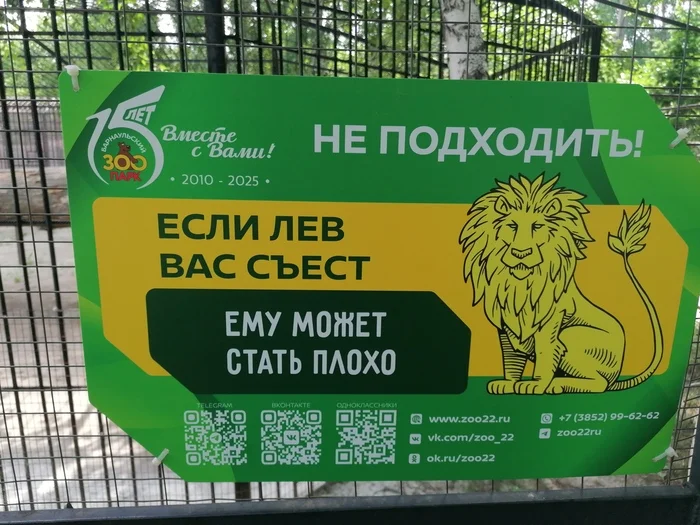 15 ЛЕТ
БАРНАУЛЬСКИЙ
ЗОО
ПАРК
Вместе
с Вами!
• 2010 - 2025 •
НЕ ПОДХОДИТЬ!
ЕСЛИ ЛЕВ
ВАС СЪЕСТ
ЕМУ МОЖЕТ
СТАТЬ ПЛОХО
TELEGRAM ВКОНТАКТЕ ОДНОКЛАССНИКИ
www.zoo22.ru +7 (3852) 99-62-62
vk.com/zoo_22 zoo22ru
ok.ru/zoo22